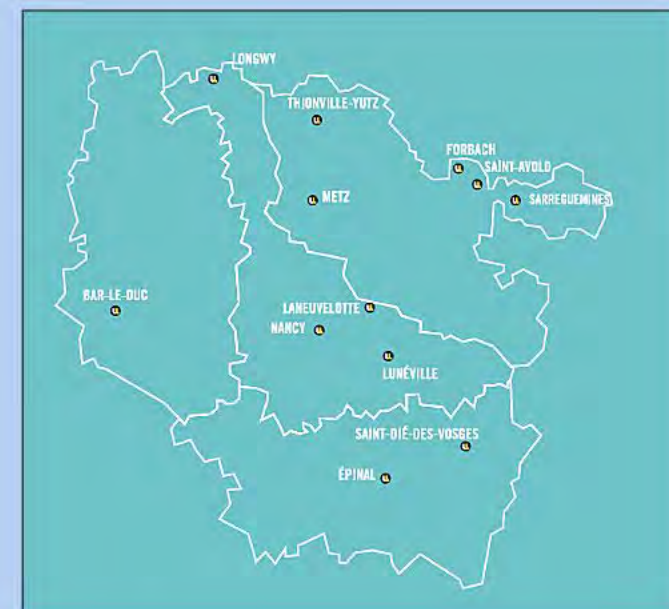 LONGWY
THIONVILLE-YUTZ
FORBACH
SAINT-AVOLD
METZ
SARREGUEMINES
BAR-LE-DUC
LANEUVELOTTE
NANCY
LUNÉVILLE
SAINT-DIÉ-DES-VOSGES
ÉPINAL